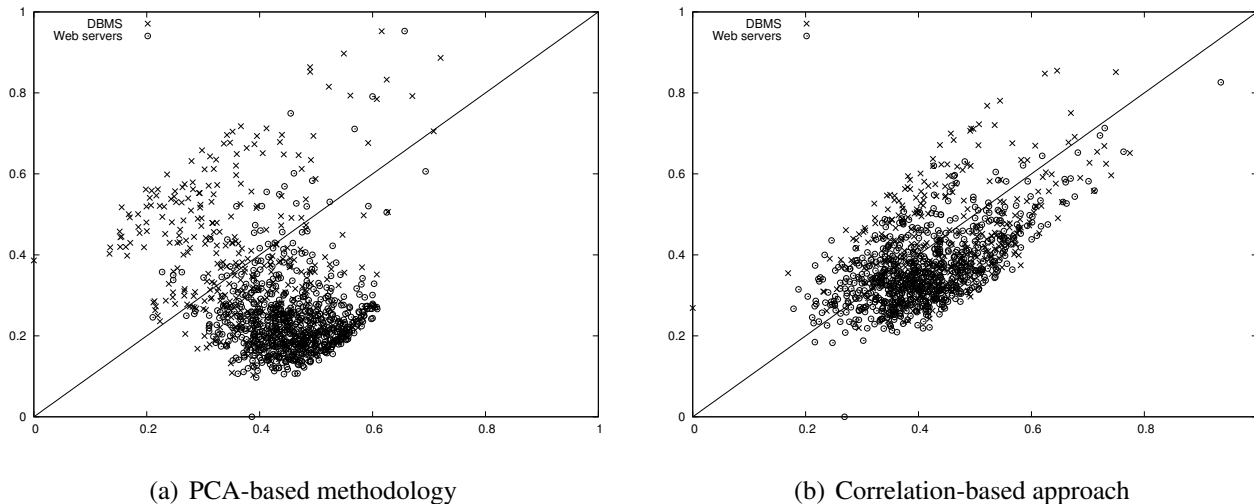 1
0.8
0.6
0.4
0.2
0
0 0.2 0.4 0.6 0.8 1
DBMS
Web servers
(a) PCA-based methodology
1
0.8
0.6
0.4
0.2
0
0 0.2 0.4 0.6 0.8
DBMS
Web servers
(b) Correlation-based approach